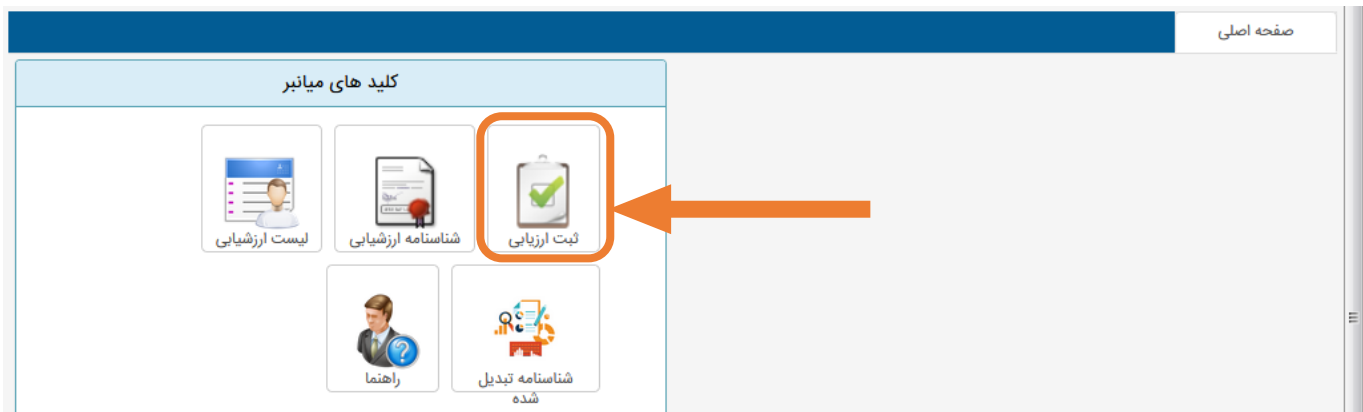 صفحه اصلی
کلید های میانبر
ثبت ارزیابی
شناسنامه ارزشیابی
لیست ارزشیابی
شناسنامه تبدیل
شده
راهنما